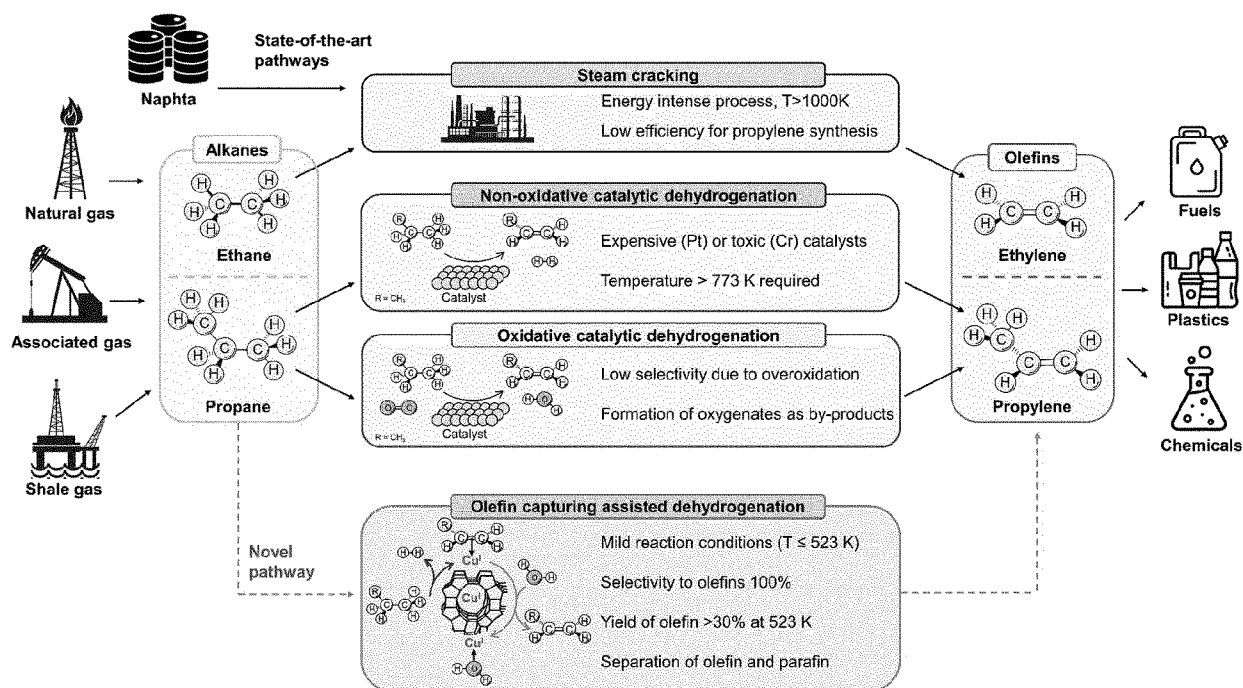 State-of-the-art
pathways
Naphta
Steam cracking
Energy intense process, T>1000K
Low efficiency for propylene synthesis
Natural gas
Associated gas
Shale gas
Alkanes
H H H
C C
H H H
Ethane
H H
H C H
H C C H
H H
Propane
Non-oxidative catalytic dehydrogenation
R H H
C C
H H H
R H
C C
H H
H H
R = CH₃
Catalyst
Expensive (Pt) or toxic (Cr) catalysts
Temperature > 773 K required
Oxidative catalytic dehydrogenation
R H H
C C
H H H
O O
R H
C C
H H
O H
H
R = CH₃
Catalyst
Low selectivity due to overoxidation
Formation of oxygenates as by-products
Olefins
H H
C C
H H
Ethylene
H H
H C H
C C
H H
Propylene
Fuels
Plastics
Chemicals
Novel
pathway
Olefin capturing assisted dehydrogenation
R H
C C
H H
H H
Cuᴵ
Cuᴵ
Cuᴵ
R H H
C C
H H H
H
O H
R H
C C
H H
H O
H
Mild reaction conditions (T ≤ 523 K)
Selectivity to olefins 100%
Yield of olefin >30% at 523 K
Separation of olefin and parafin